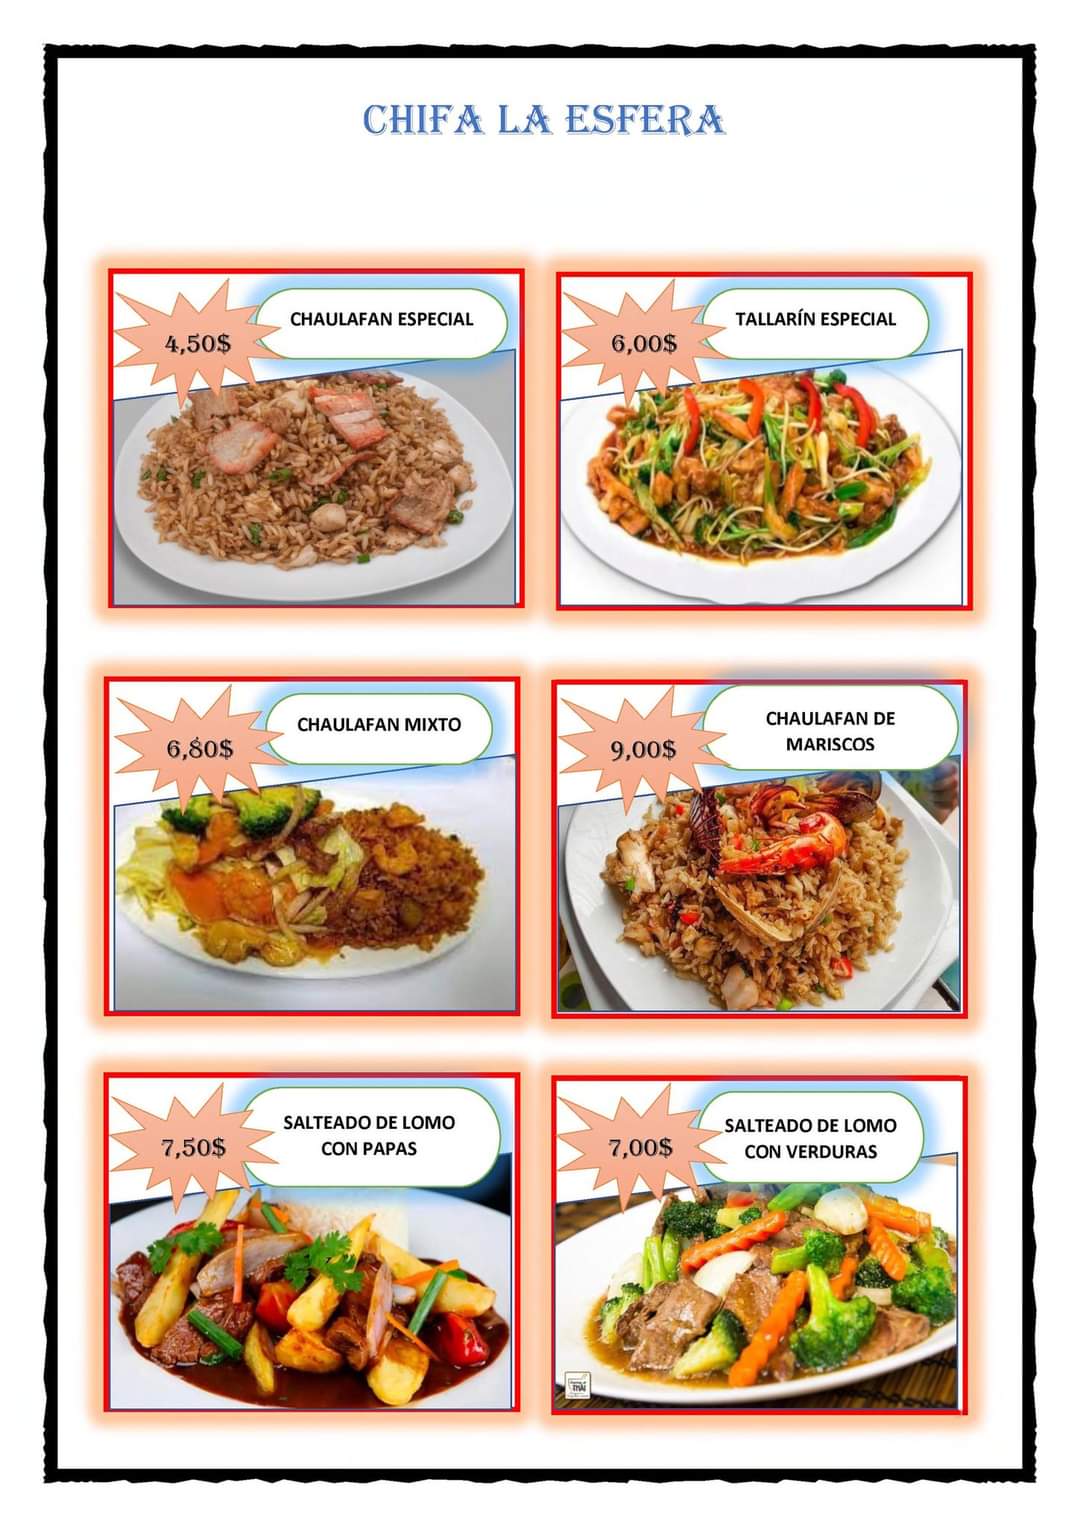 CHIFA LA ESFERA
4,50$
CHAULAFAN ESPECIAL
6,00$
TALLARÍN ESPECIAL
6,80$
CHAULAFAN MIXTO
9,00$
CHAULAFAN DE
MARISCOS
7,50$
SALTEADO DE LOMO
CON PAPAS
7,00$
SALTEADO DE LOMO
CON VERDURAS
THAI